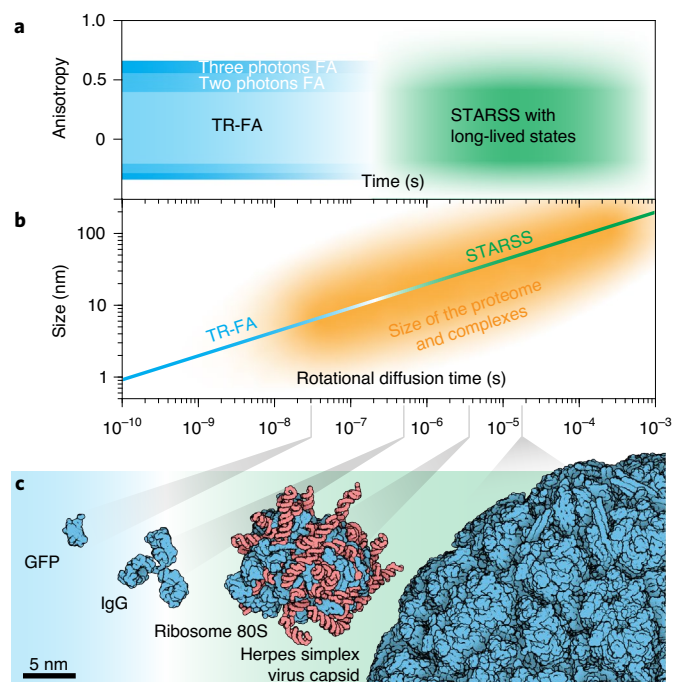 a
Anisotropy
1.0
0.5
0
Three photons FA
Two photons FA
TR-FA
STARSS with
long-lived states
Time (s)
b
Size (nm)
100
10
1
TR-FA
STARSS
Size of the proteome
and complexes
Rotational diffusion time (s)
10⁻¹⁰ 10⁻⁹ 10⁻⁸ 10⁻⁷ 10⁻⁶ 10⁻⁵ 10⁻⁴ 10⁻³
c
GFP
IgG
Ribosome 80S
Herpes simplex
virus capsid
5 nm